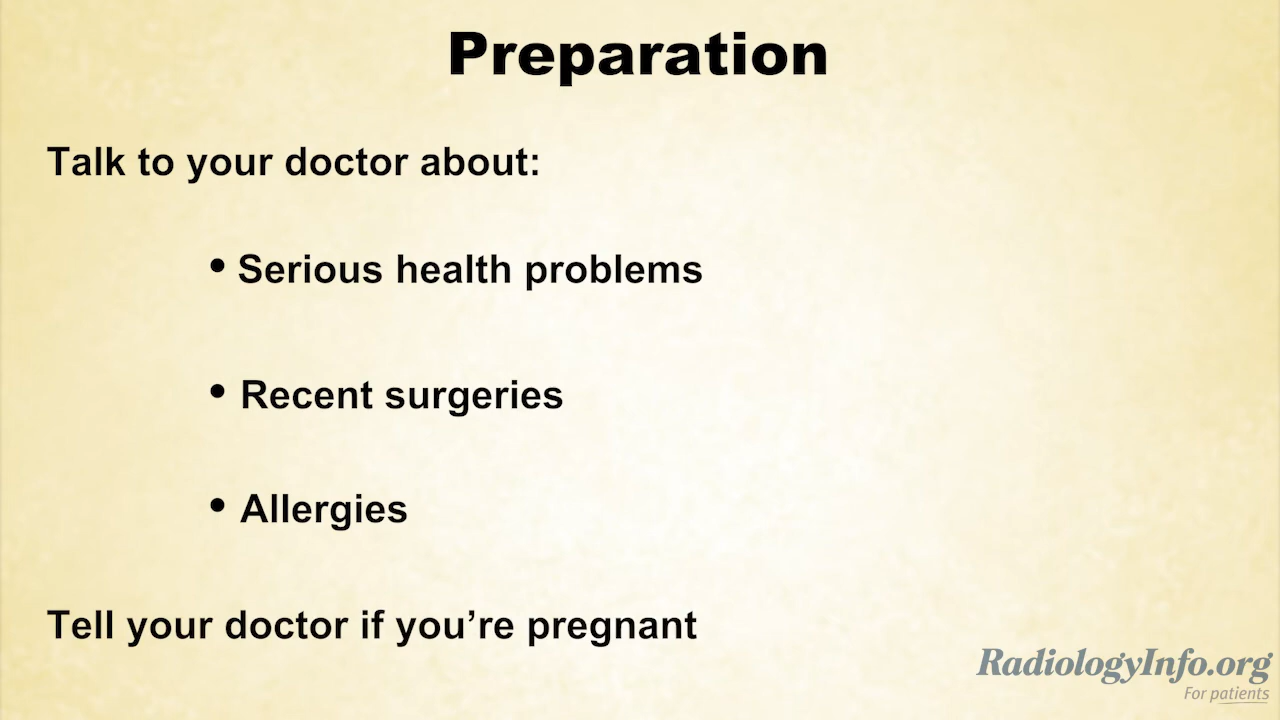 Preparation
Talk to your doctor about:
• Serious health problems
• Recent surgeries
• Allergies
Tell your doctor if you’re pregnant
RadiologyInfo.org
For patients